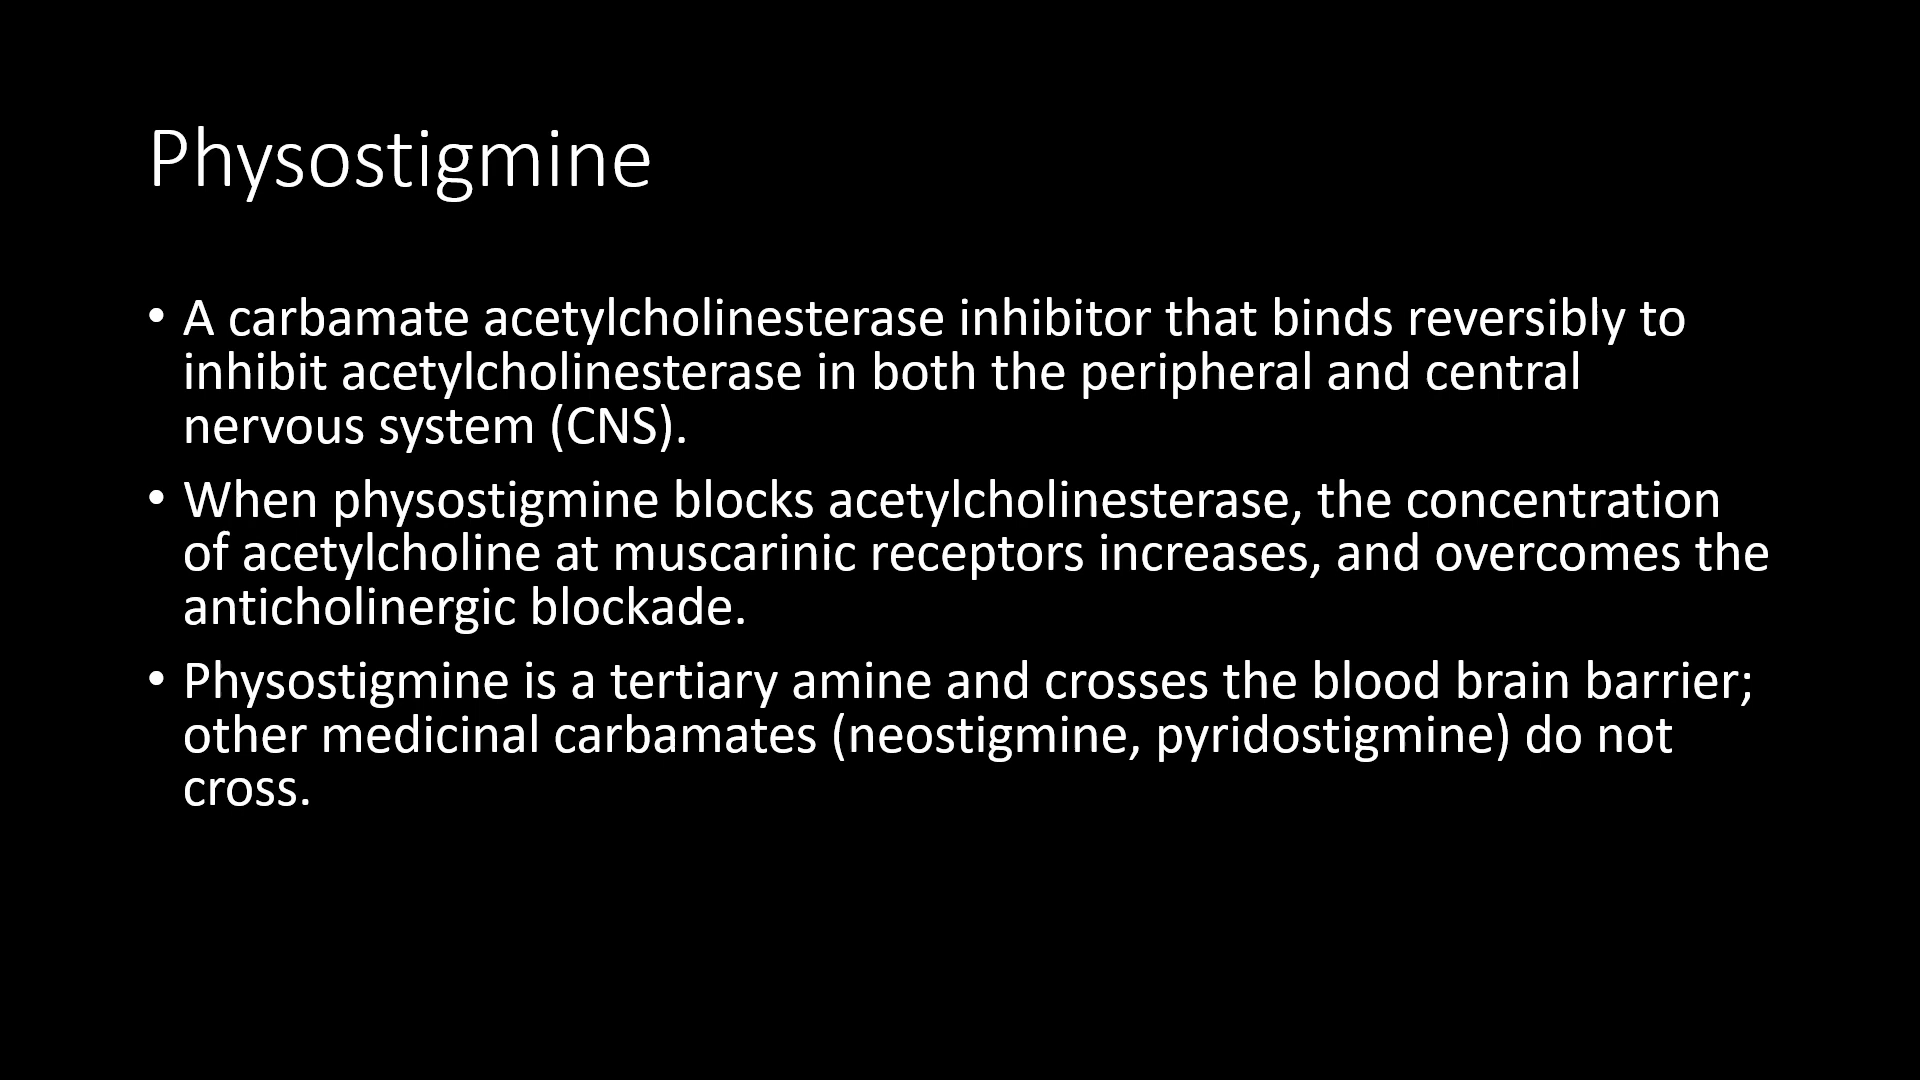 Physostigmine
• A carbamate acetylcholinesterase inhibitor that binds reversibly to
inhibit acetylcholinesterase in both the peripheral and central
nervous system (CNS).
• When physostigmine blocks acetylcholinesterase, the concentration
of acetylcholine at muscarinic receptors increases, and overcomes the
anticholinergic blockade.
• Physostigmine is a tertiary amine and crosses the blood brain barrier;
other medicinal carbamates (neostigmine, pyridostigmine) do not
cross.